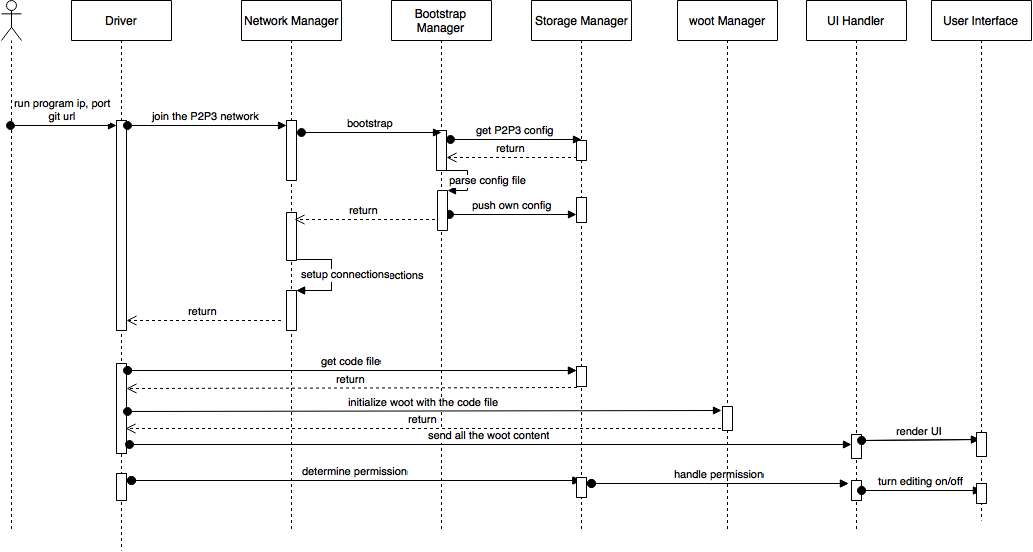 Driver
Network Manager
Bootstrap
Manager
Storage Manager
woot Manager
UI Handler
User Interface
run program ip, port
git url
join the P2P3 network
bootstrap
get P2P3 config
return
parse config file
push own config
return
setup connections
return
get code file
return
initialize woot with the code file
return
send all the woot content
render UI
determine permission
handle permission
turn editing on/off